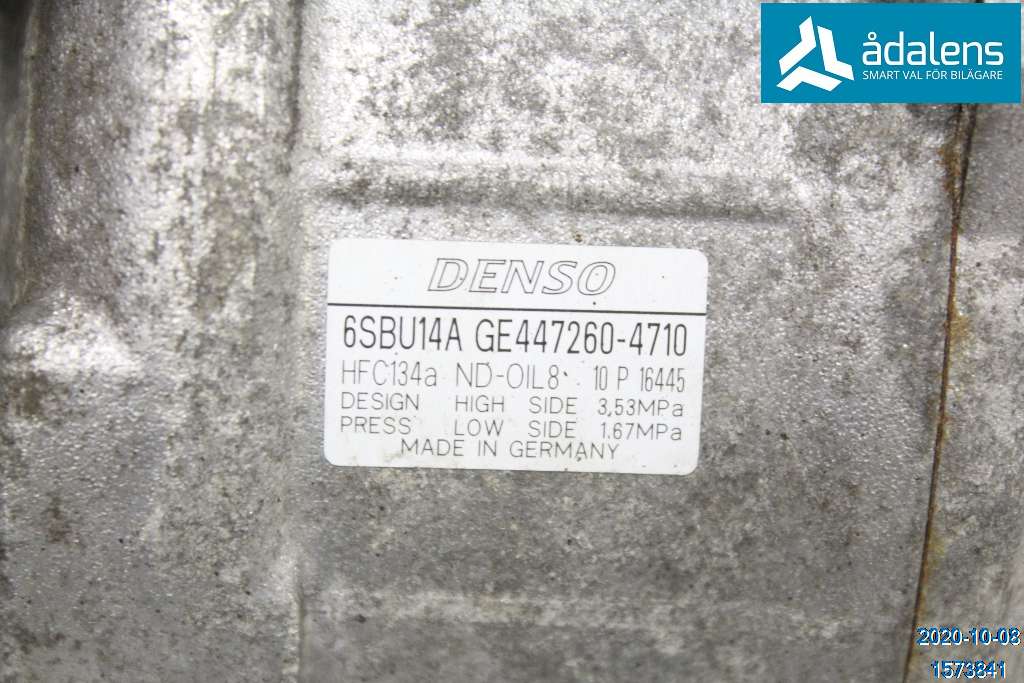 ådalens
SMART VAL FÖR BILÄGARE
DENSO
6SBU14A GE447260-4710
HFC134a ND-OIL8 10 P 16445
DESIGN HIGH SIDE 3,53MPa
PRESS LOW SIDE 1.67MPa
MADE IN GERMANY
2020-10-08
1573841